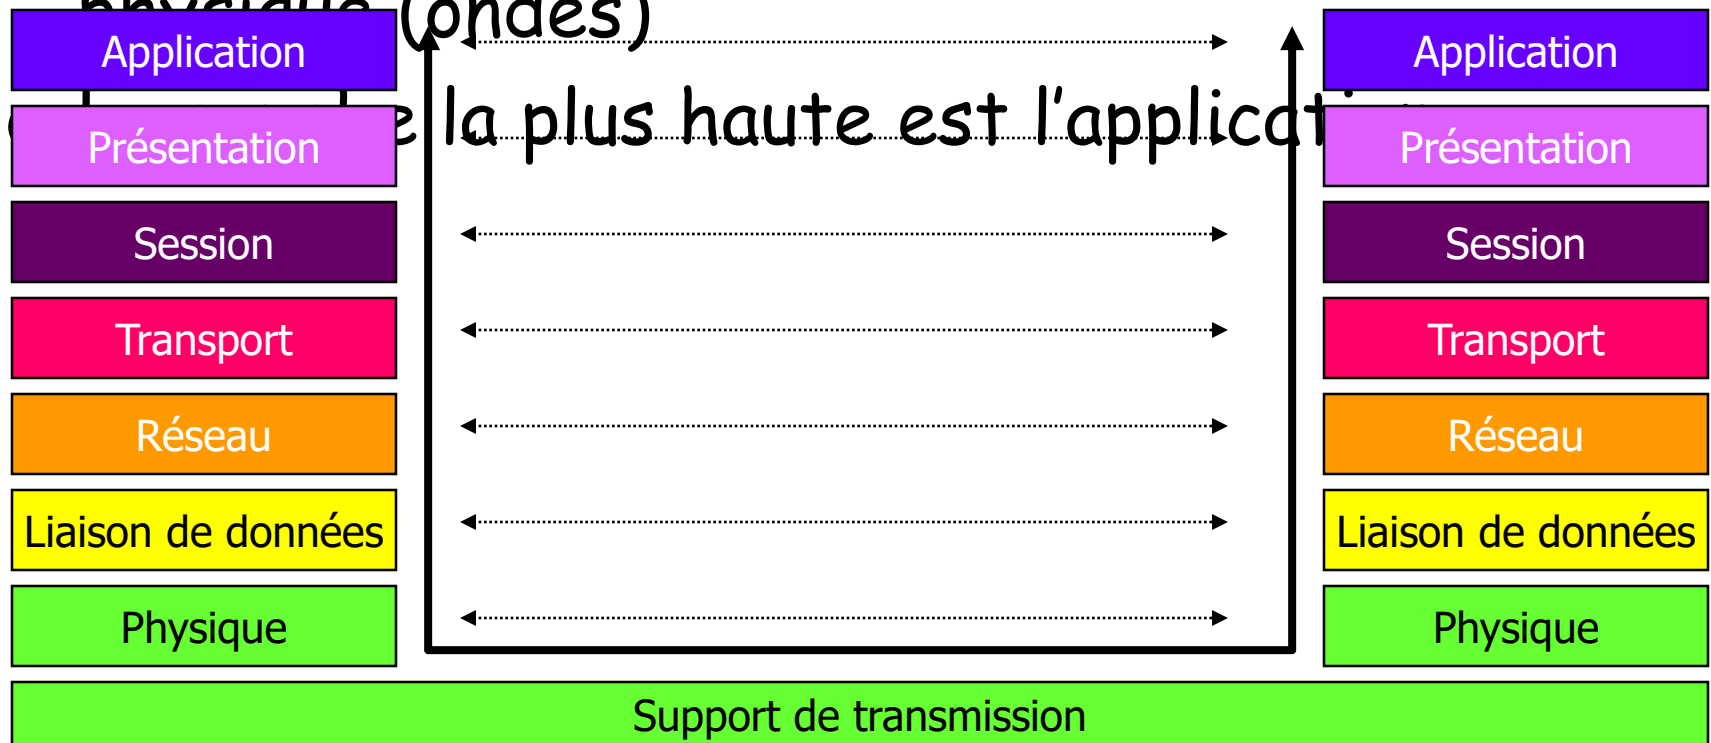 physique (ondes)
la plus haute est l'applicat
Application
Présentation
Session
Transport
Réseau
Liaison de données
Physique
Application
Présentation
Session
Transport
Réseau
Liaison de données
Physique
Support de transmission